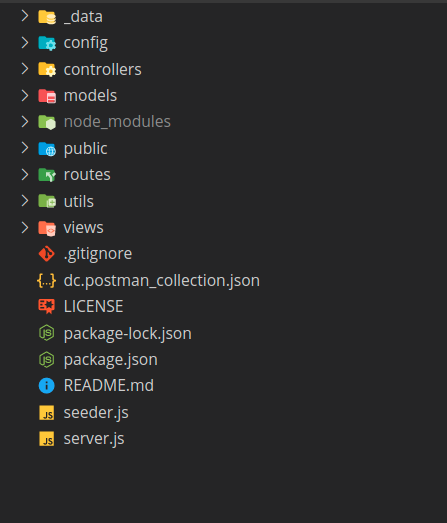 _data
config
controllers
models
node_modules
public
routes
utils
views
.gitignore
dc.postman_collection.json
LICENSE
package-lock.json
package.json
README.md
seeder.js
server.js